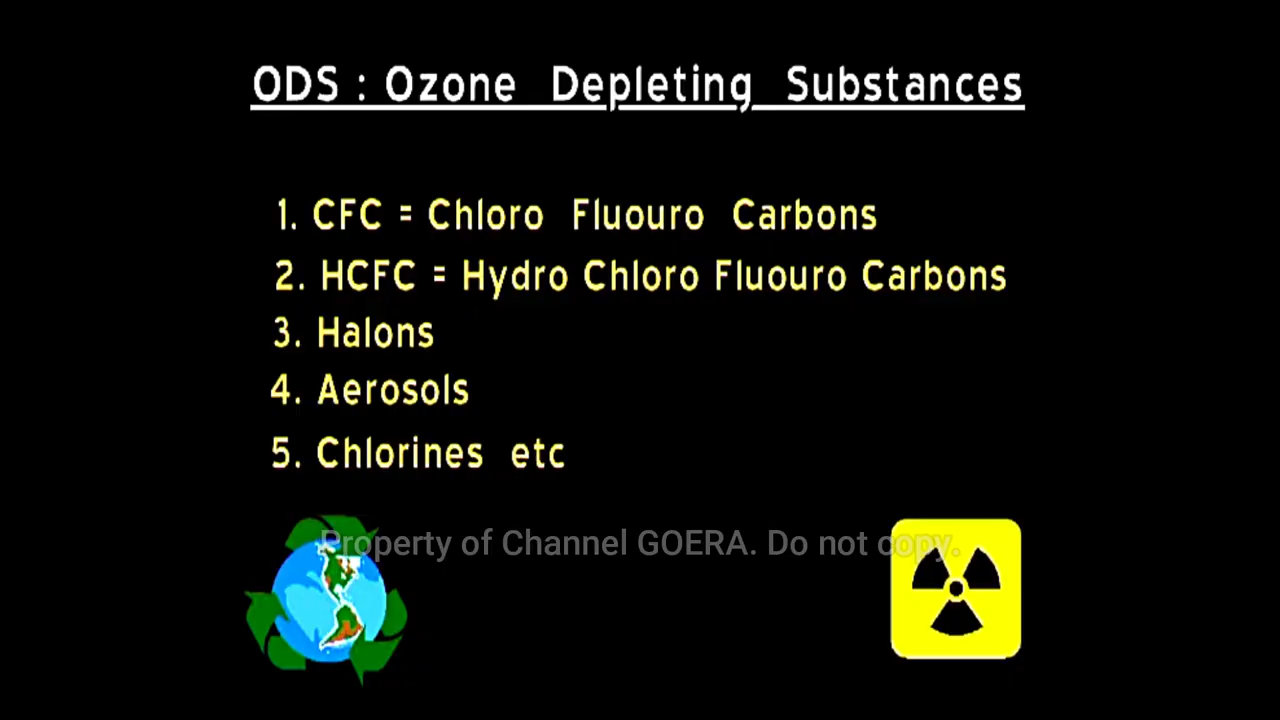 ODS : Ozone Depleting Substances
1. CFC = Chloro Fluouro Carbons
2. HCFC = Hydro Chloro Fluouro Carbons
3. Halons
4. Aerosols
5. Chlorines etc
Property of Channel GOERA. Do not copy.